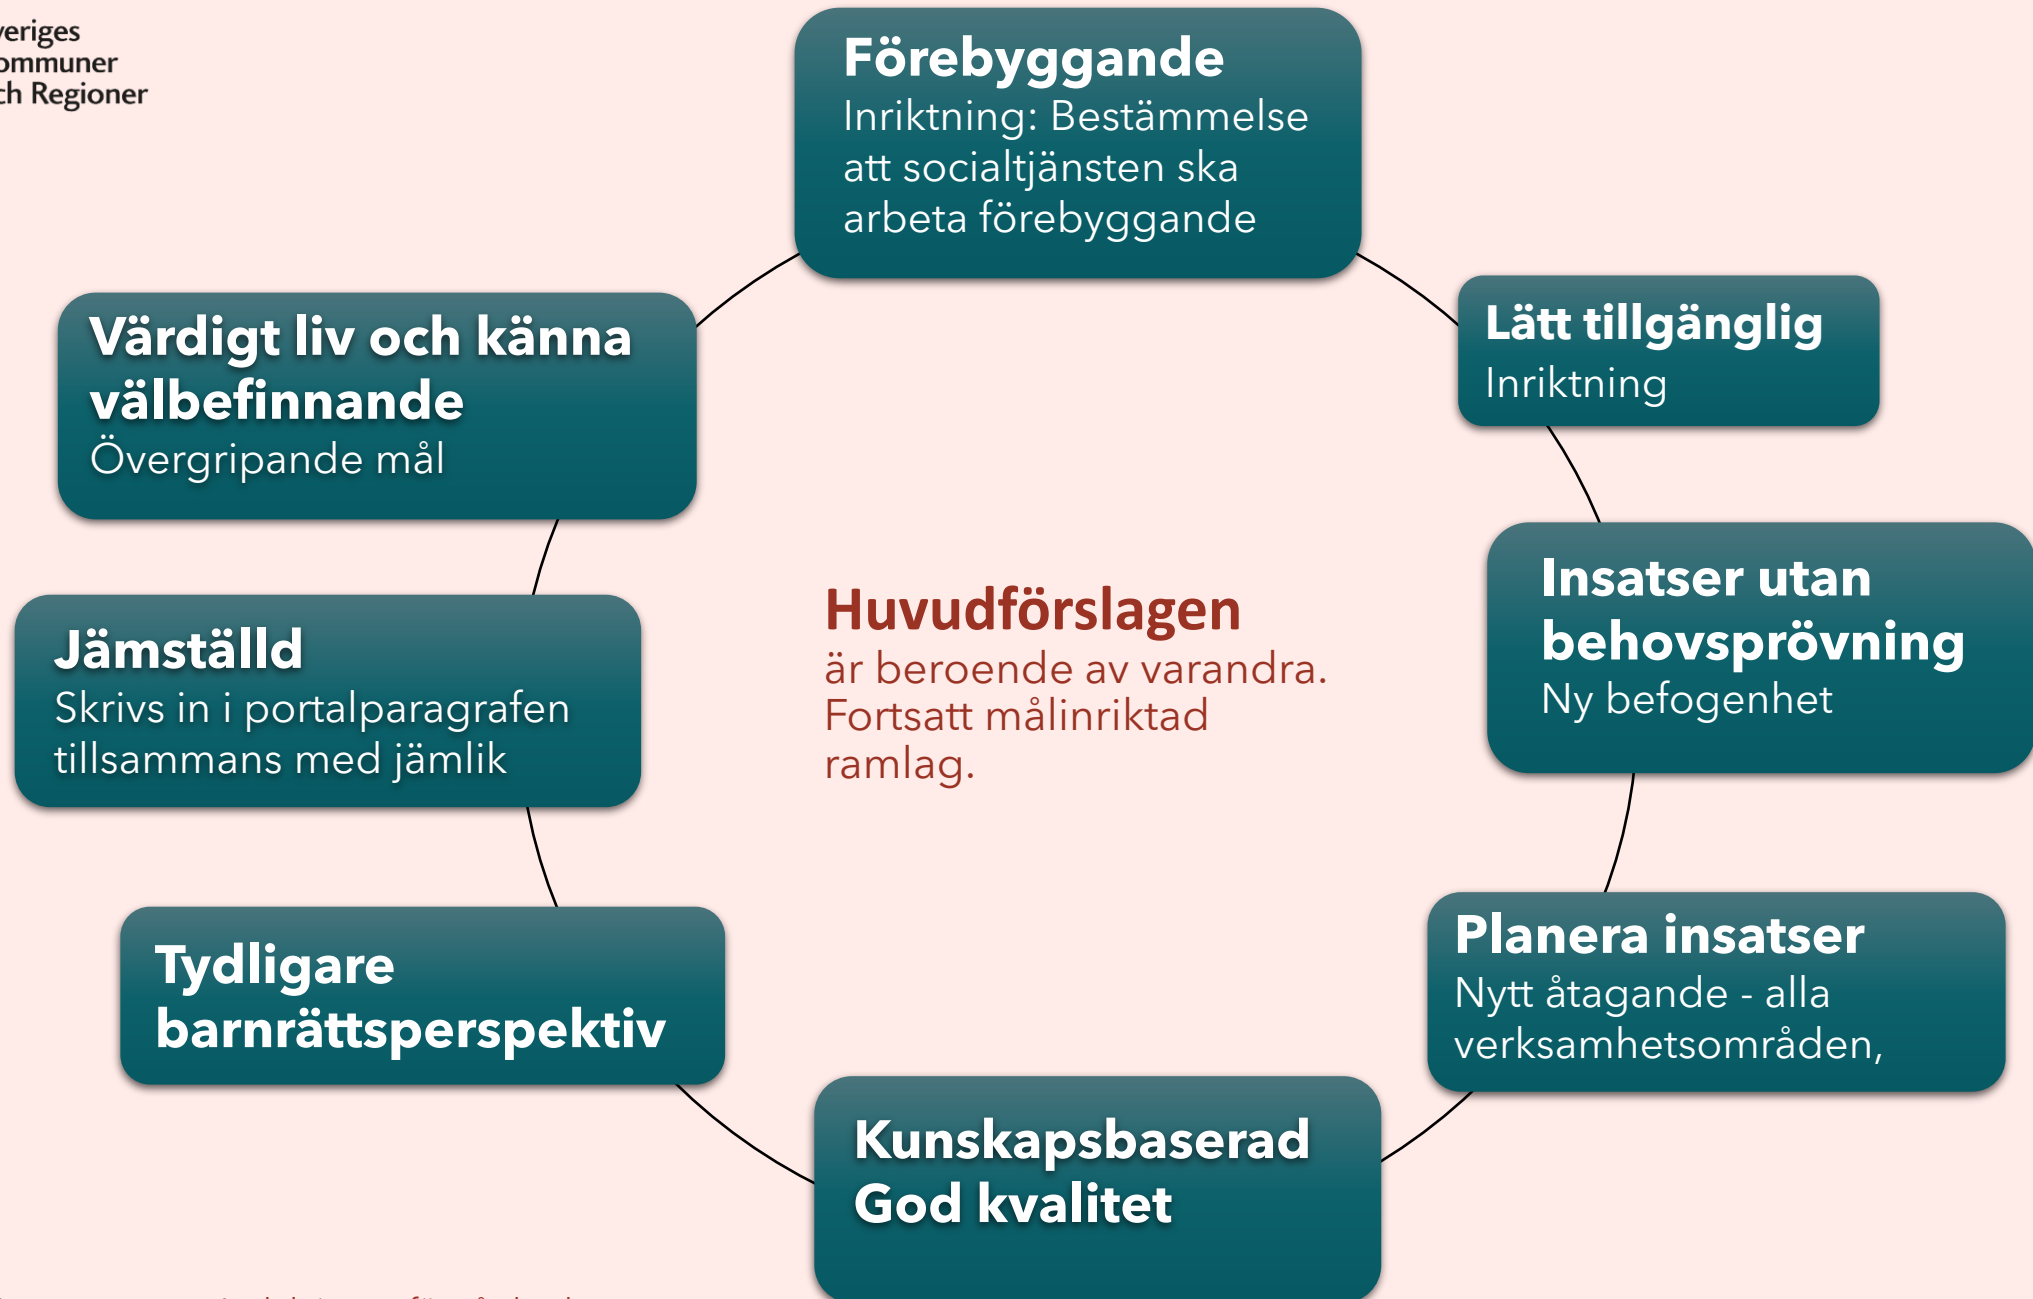 veriges
ommuner
ch Regioner
Förebyggande
Inriktning: Bestämmelse
att socialtjänsten ska
arbeta förebyggande
Lätt tillgänglig
Inriktning
Insatser utan
behovsprövning
Ny befogenhet
Planera insatser
Nytt åtagande - alla
verksamhetsområden,
Kunskapsbaserad
God kvalitet
Tydligare
barnrättsperspektiv
Jämställd
Skrivs in i portalparagrafen
tillsammans med jämlik
Värdigt liv och känna
välbefinnande
Övergripande mål
Huvudförslagen
är beroende av varandra.
Fortsatt målinriktad
ramlag.